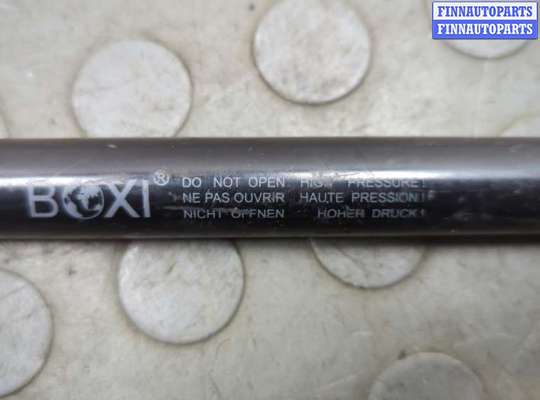 FINNAUTOPARTS
FINNAUTOPARTS
BOXI® DO NOT OPEN HIGH PRESSURE!
NE PAS OUVRIR HAUTE PRESSION!
NICHT ÖFFNEN HOHER DRUCK!